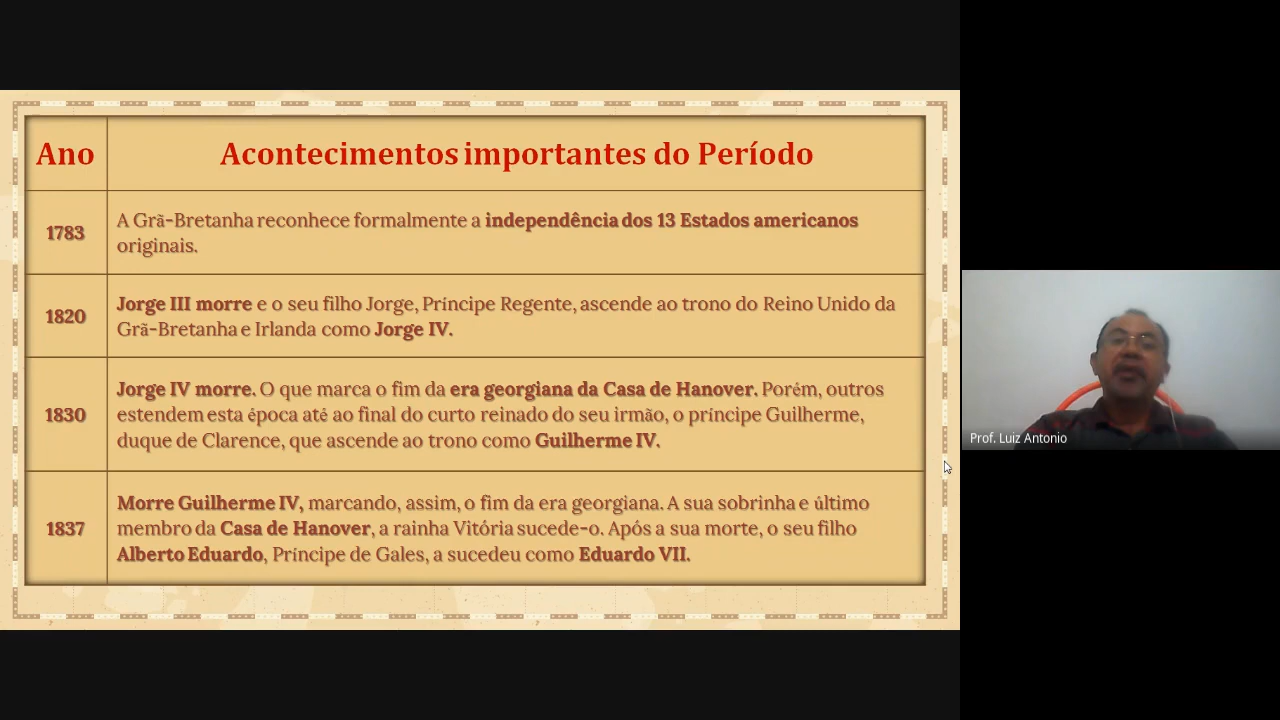 Ano
Acontecimentos importantes do Período
1783
A Grã-Bretanha reconhece formalmente a independência dos 13 Estados americanos
originais.
1820
Jorge III morre e o seu filho Jorge, Príncipe Regente, ascende ao trono do Reino Unido da
Grã-Bretanha e Irlanda como Jorge IV.
1830
Jorge IV morre. O que marca o fim da era georgiana da Casa de Hanover. Porém, outros
estendem esta época até ao final do curto reinado do seu irmão, o príncipe Guilherme,
duque de Clarence, que ascende ao trono como Guilherme IV.
1837
Morre Guilherme IV, marcando, assim, o fim da era georgiana. A sua sobrinha e último
membro da Casa de Hanover, a rainha Vitória sucede-o. Após a sua morte, o seu filho
Alberto Eduardo, Príncipe de Gales, a sucedeu como Eduardo VII.
Prof. Luiz Antonio